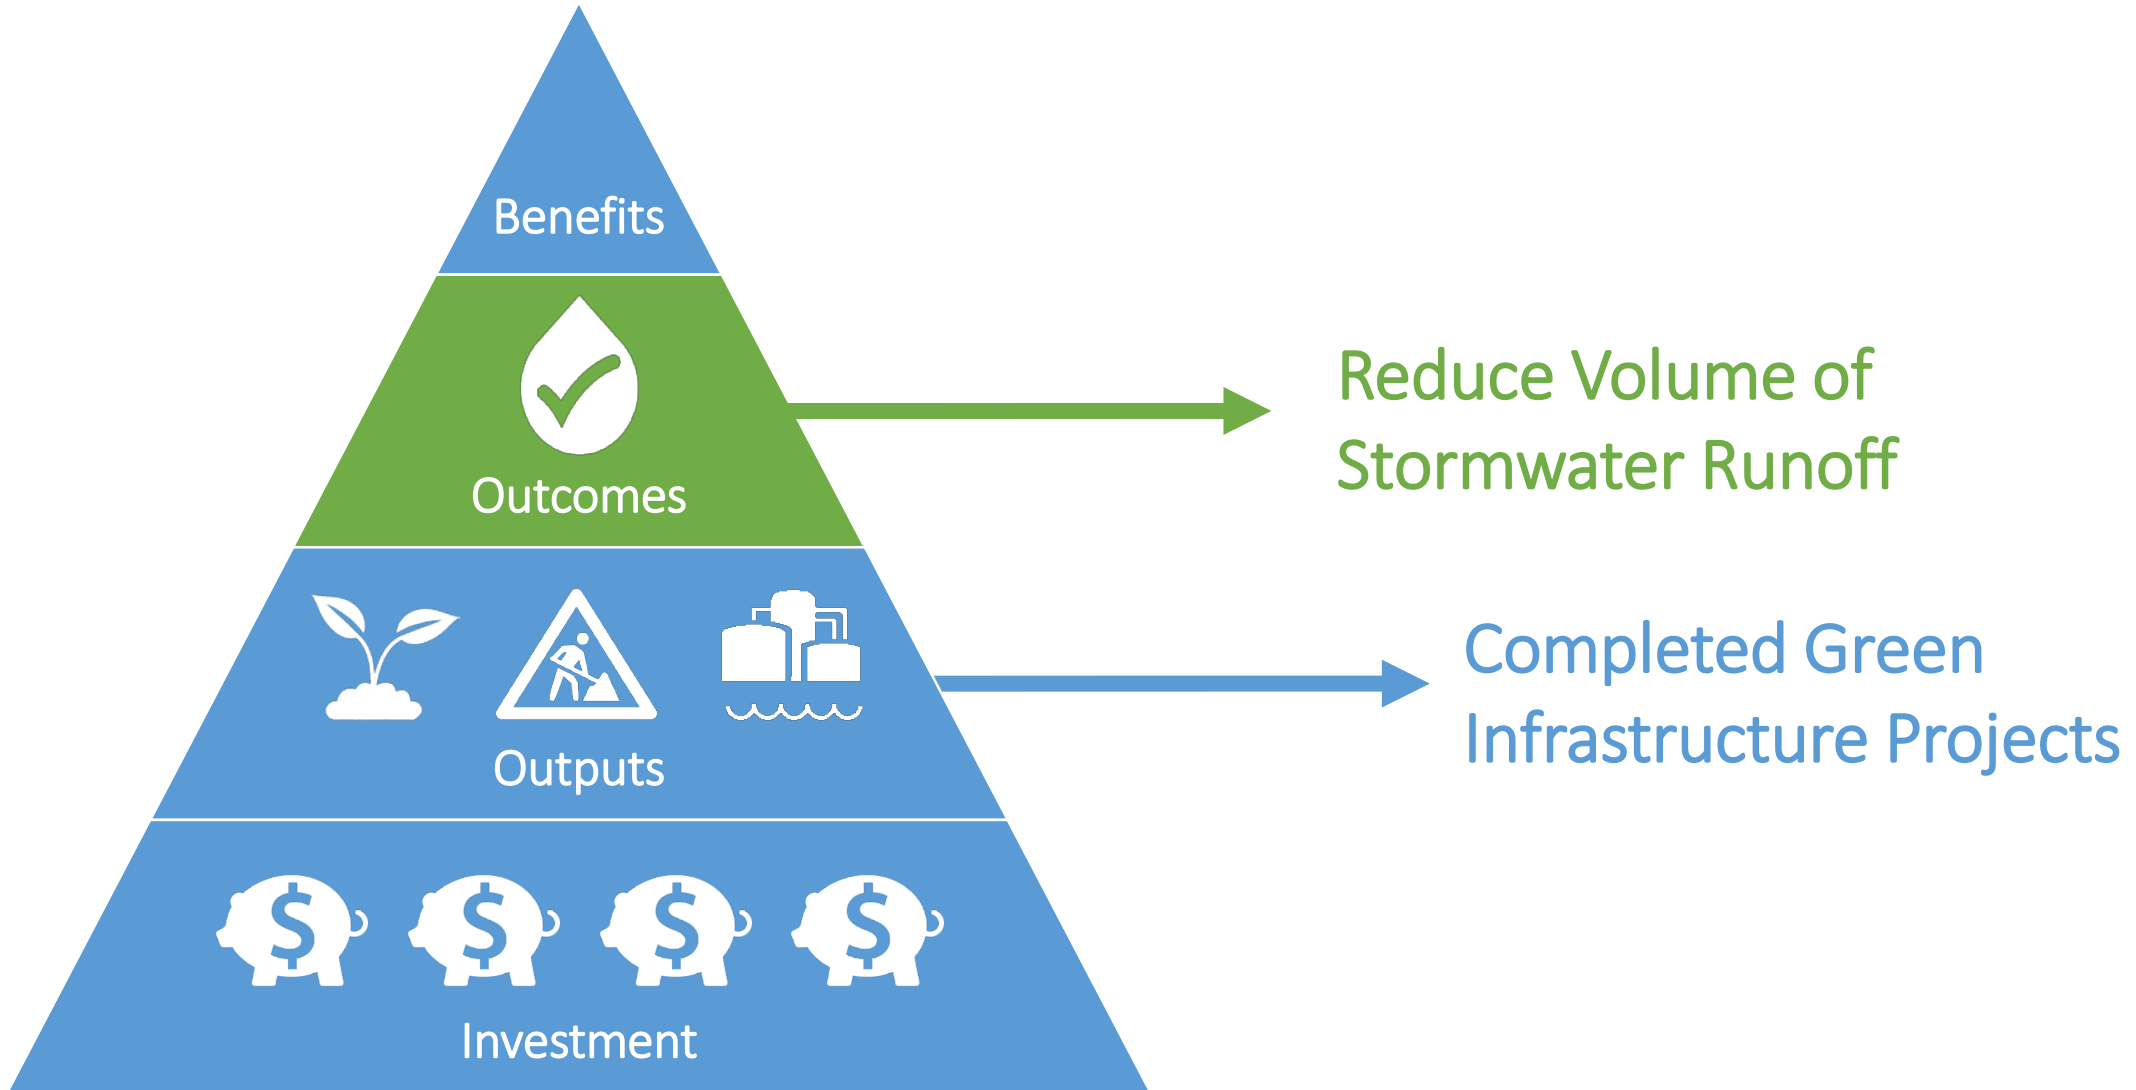 Benefits
Outcomes
Reduce Volume of
Stormwater Runoff
Outputs
Completed Green
Infrastructure Projects
$ $ $ $
Investment